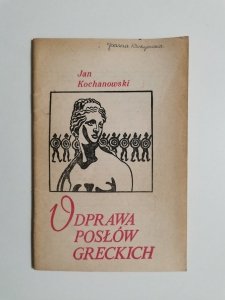 Jan
Kochanowski
ODPRAWA
POSŁÓW
GRECKICH